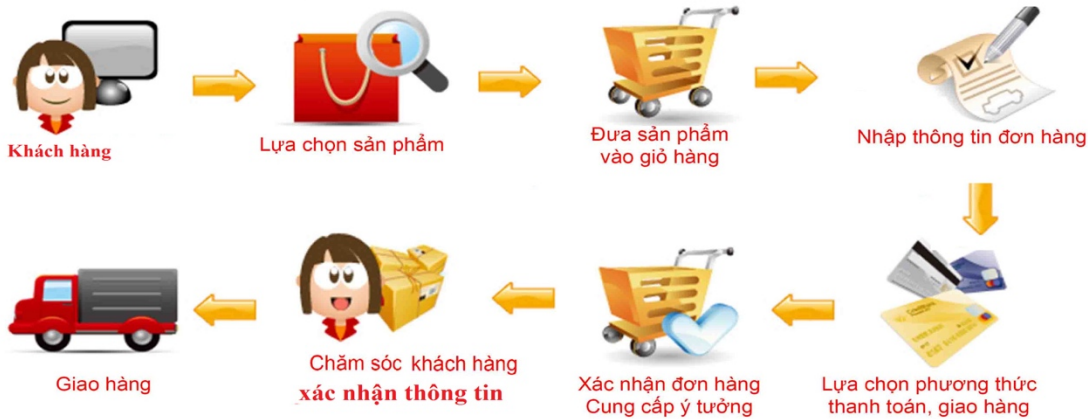 Khách hàng
Lựa chọn sản phẩm
Đưa sản phẩm
vào giỏ hàng
Nhập thông tin đơn hàng
Lựa chọn phương thức
thanh toán, giao hàng
Xác nhận đơn hàng
Cung cấp ý tưởng
Chăm sóc khách hàng
xác nhận thông tin
Giao hàng